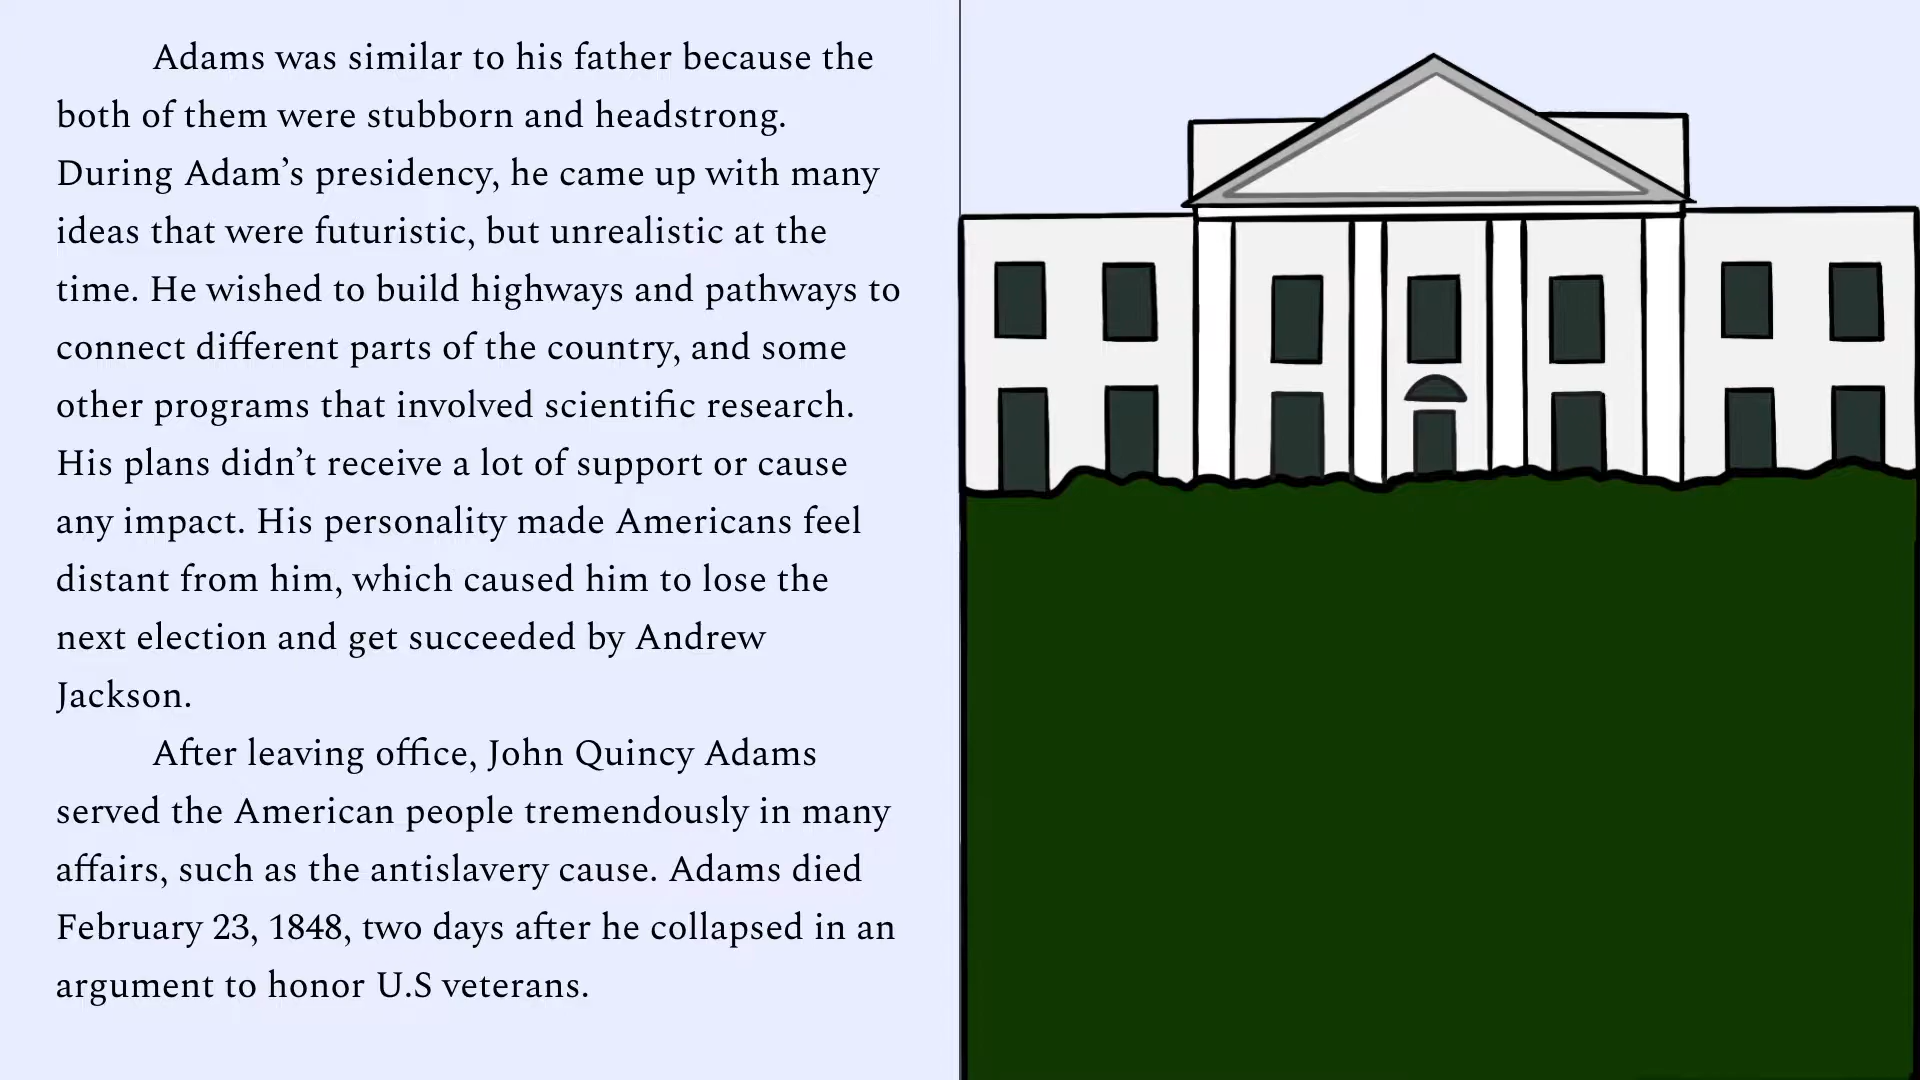 Adams was similar to his father because the
both of them were stubborn and headstrong.
During Adam’s presidency, he came up with many
ideas that were futuristic, but unrealistic at the
time. He wished to build highways and pathways to
connect different parts of the country, and some
other programs that involved scientific research.
His plans didn’t receive a lot of support or cause
any impact. His personality made Americans feel
distant from him, which caused him to lose the
next election and get succeeded by Andrew
Jackson.
After leaving office, John Quincy Adams
served the American people tremendously in many
affairs, such as the antislavery cause. Adams died
February 23, 1848, two days after he collapsed in an
argument to honor U.S veterans.